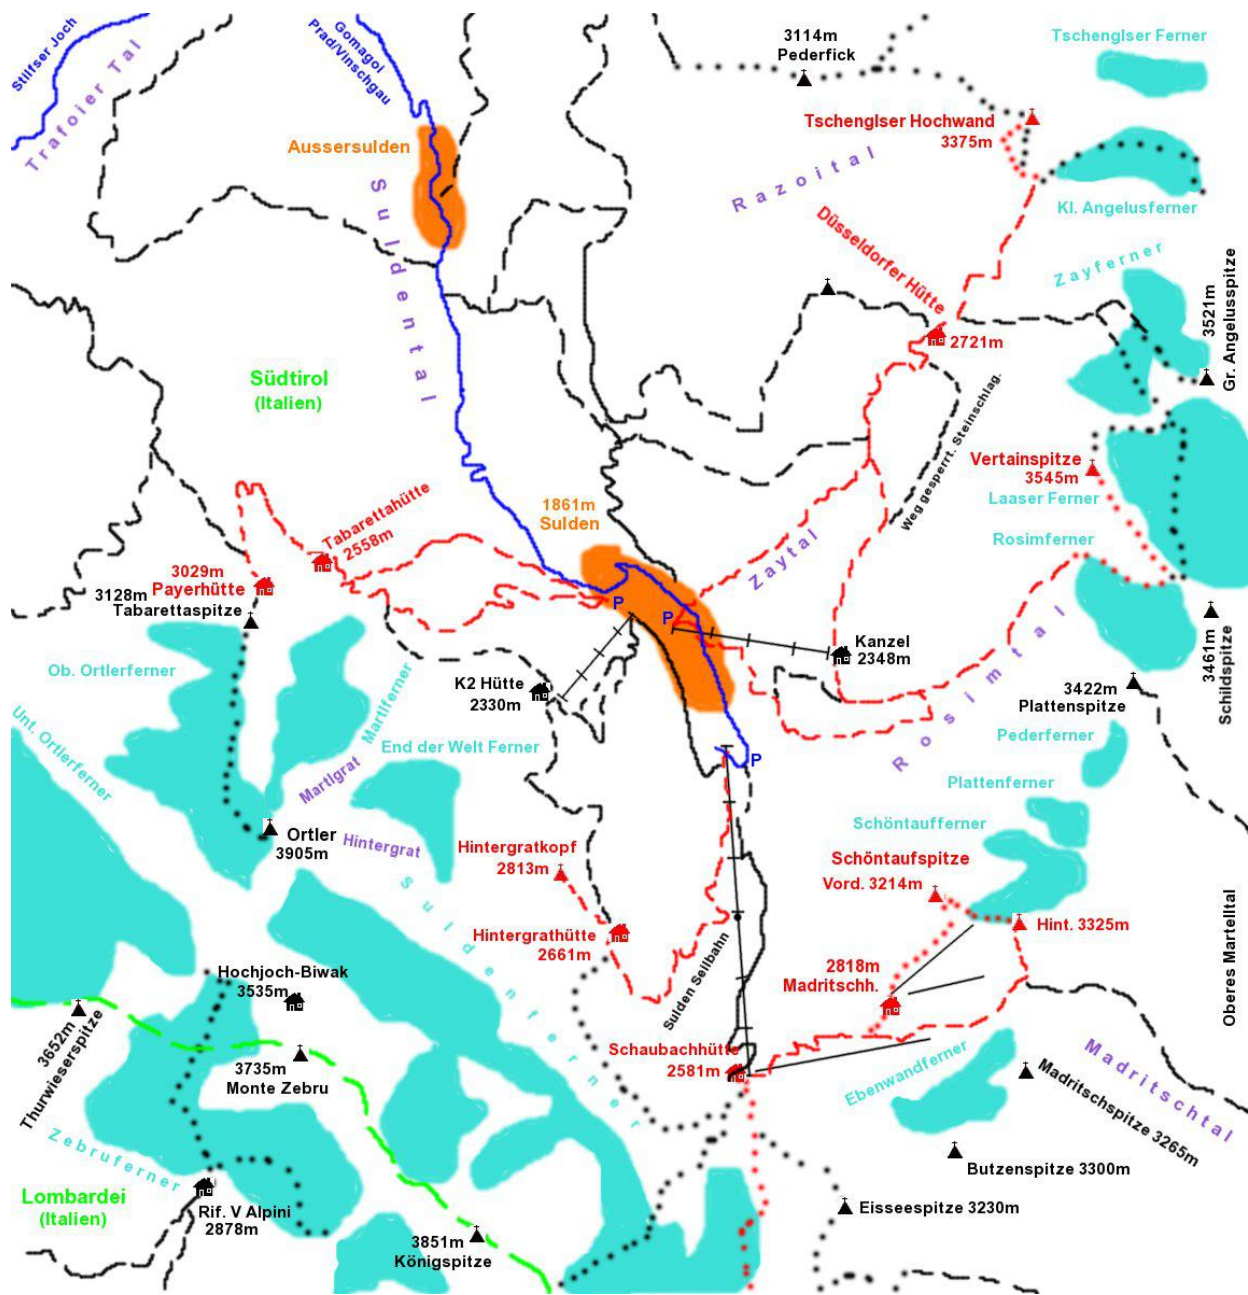 Stilfser Joch
Trafoier Tal
Gomagoi
Prad/Vinschgau
3114m
Pederfick
Tschenglser Ferner
Aussersulden
Tschenglser Hochwand
3375m
Razoital
Suldental
Kl. Angelusferner
Düsseldorfer Hütte
2721m
Zayferner
3521m
Gr. Angelusspitze
Südtirol
(Italien)
Weg gesperrt. Steinschlag.
Vertainspitze
3545m
Laaser Ferner
Rosimferner
Tabarettahütte
2558m
1861m
Sulden
Zaytal
3029m
Payerhütte
3128m
Tabarettaspitze
P
P
Kanzel
2348m
3461m
Schildspitze
Ob. Ortlerferner
Martlferner
K2 Hütte
2330m
Rosimtal
3422m
Plattenspitze
Unt. Ortlerferner
Martlgrat
End der Welt Ferner
Pederferner
P
Plattenferner
Ortler
3905m
Hintergrat
Hintergratkopf
2813m
Schöntaufferner
Schöntaufspitze
Vord. 3214m
Hint. 3325m
Suldenferner
Hintergrathütte
2661m
Sulden Seilbahn
Oberes Martelltal
Hochjoch-Biwak
3535m
2818m
Madritschh.
3652m
Thurwieserspitze
3735m
Monte Zebru
Schaubachhütte
2581m
Ebenwandferner
Madritschspitze 3265m
Madritschtal
Zebruferner
Butzenspitze 3300m
Lombardei
(Italien)
Rif. V Alpini
2878m
Eisseespitze 3230m
3851m
Königspitze